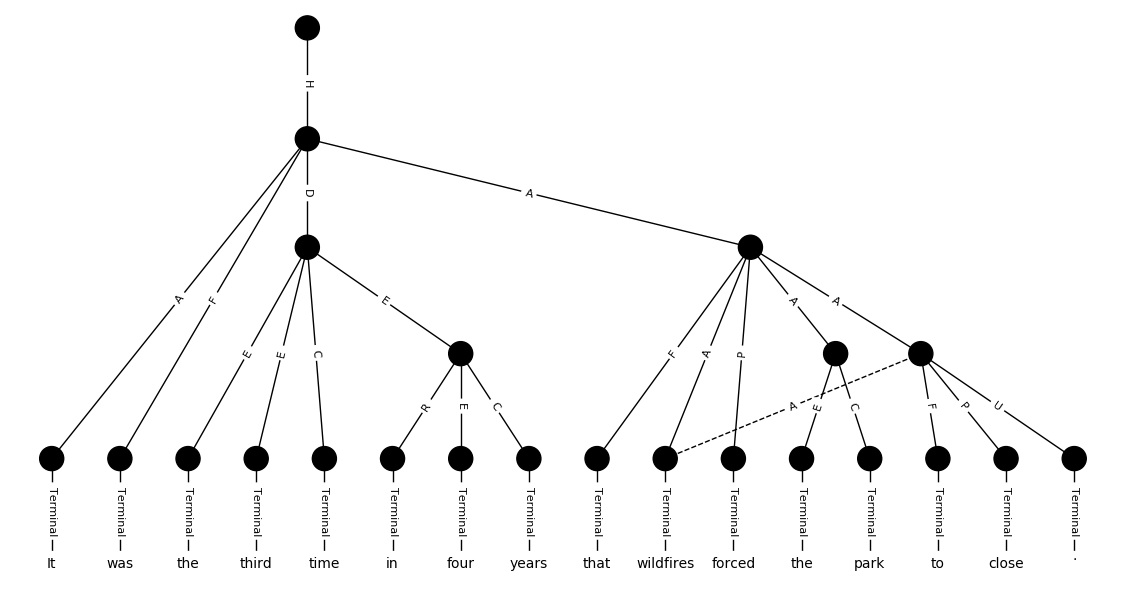 H
D
A
A
F
E
E
C
E
R
E
C
F
A
P
A
A
A
E
C
F
P
U
Terminal Terminal Terminal Terminal Terminal Terminal Terminal Terminal Terminal Terminal Terminal Terminal Terminal Terminal Terminal Terminal
It was the third time in four years that wildfires forced the park to close .